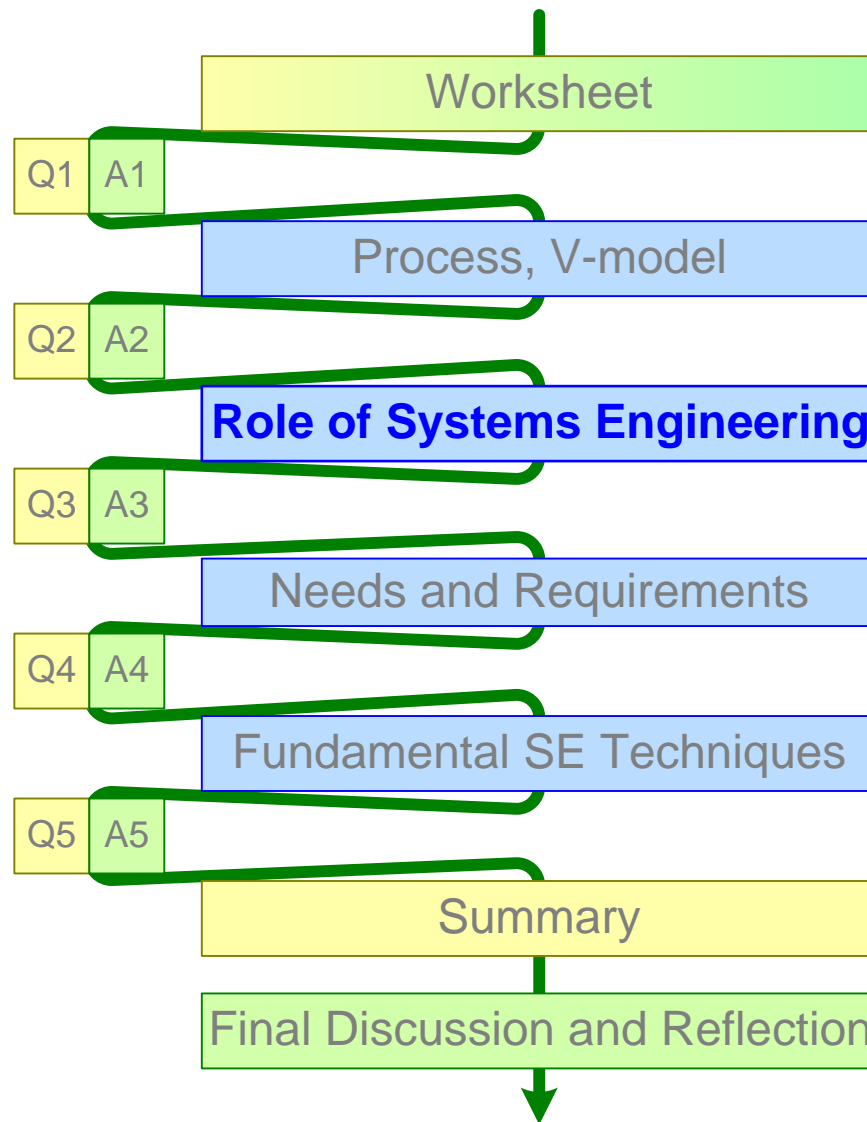 Worksheet
Q1 A1
Process, V-model
Q2 A2
Role of Systems Engineering
Q3 A3
Needs and Requirements
Q4 A4
Fundamental SE Techniques
Q5 A5
Summary
Final Discussion and Reflection